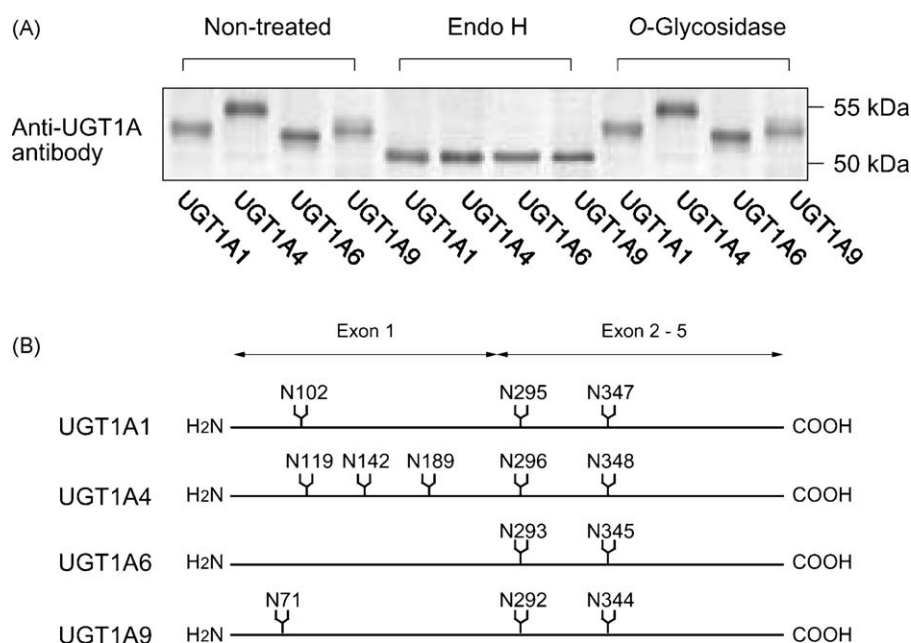 (A)
Non-treated Endo H O-Glycosidase
Anti-UGT1A
antibody
55 kDa
50 kDa
UGT1A1 UGT1A4 UGT1A6 UGT1A9 UGT1A1 UGT1A4 UGT1A6 UGT1A9 UGT1A1 UGT1A4 UGT1A6 UGT1A9
(B)
Exon 1 Exon 2 - 5
N102 N295 N347
UGT1A1 H2N COOH
N119 N142 N189 N296 N348
UGT1A4 H2N COOH
N293 N345
UGT1A6 H2N COOH
N71 N292 N344
UGT1A9 H2N COOH